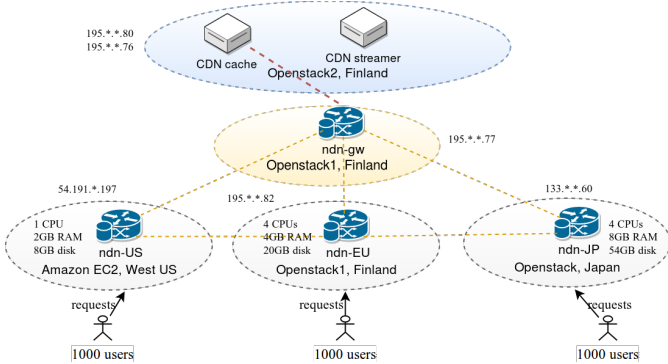 195.*.*.80
195.*.*.76
CDN cache
CDN streamer
Openstack2, Finland
ndn-gw
Openstack1, Finland
195.*.*.77
54.191.*.197
195.*.*.82
133.*.*.60
1 CPU
2GB RAM
8GB disk
ndn-US
Amazon EC2, West US
4 CPUs
4GB RAM
20GB disk
ndn-EU
Openstack1, Finland
4 CPUs
8GB RAM
54GB disk
ndn-JP
Openstack, Japan
requests
requests
requests
1000 users
1000 users
1000 users